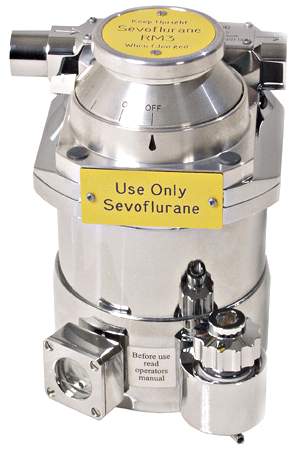 Keep Upright
Sevoflurane
RM3
When Charged
OFF
Use Only
Sevoflurane
Before use
read
operators
manual